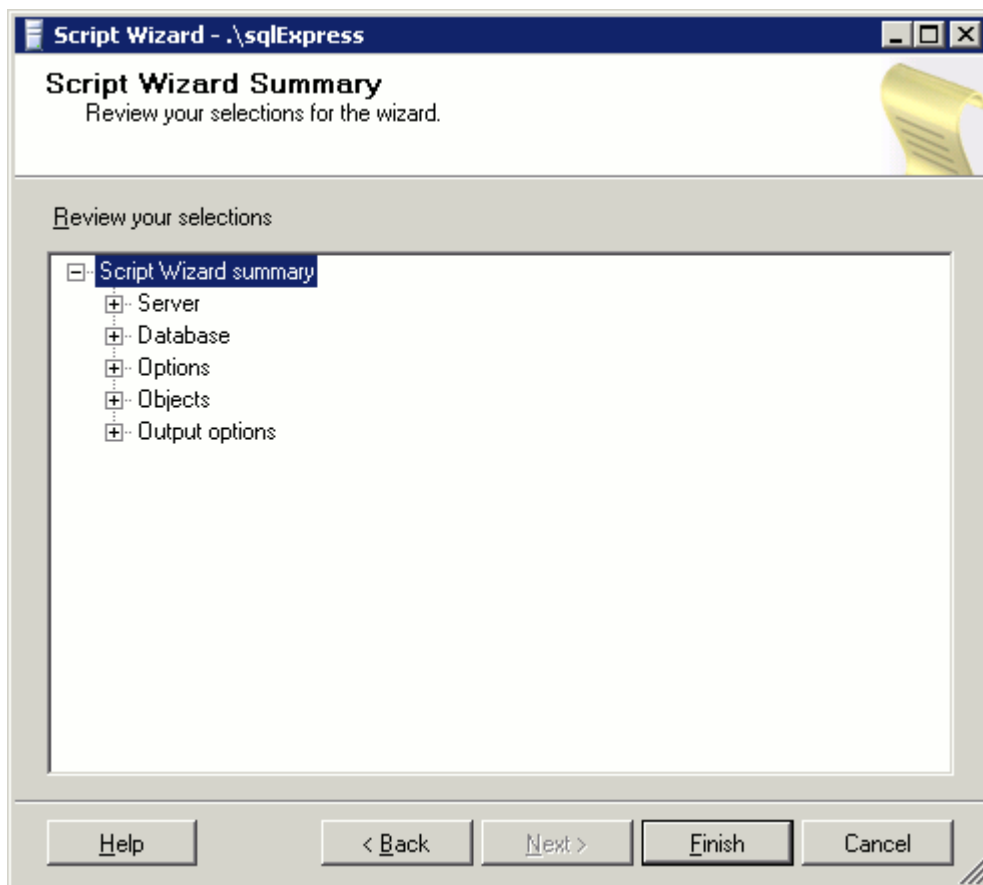 Script Wizard - .\sqlExpress
Script Wizard Summary
Review your selections for the wizard.
Review your selections
Script Wizard summary
Server
Database
Options
Objects
Output options
Help
< Back
Next >
Finish
Cancel